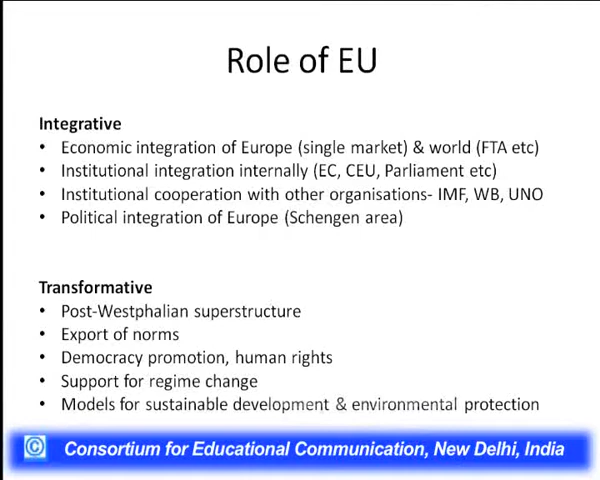 Role of EU
Integrative
• Economic integration of Europe (single market) & world (FTA etc)
• Institutional integration internally (EC, CEU, Parliament etc)
• Institutional cooperation with other organisations- IMF, WB, UNO
• Political integration of Europe (Schengen area)
Transformative
• Post-Westphalian superstructure
• Export of norms
• Democracy promotion, human rights
• Support for regime change
• Models for sustainable development & environmental protection
© Consortium for Educational Communication, New Delhi, India